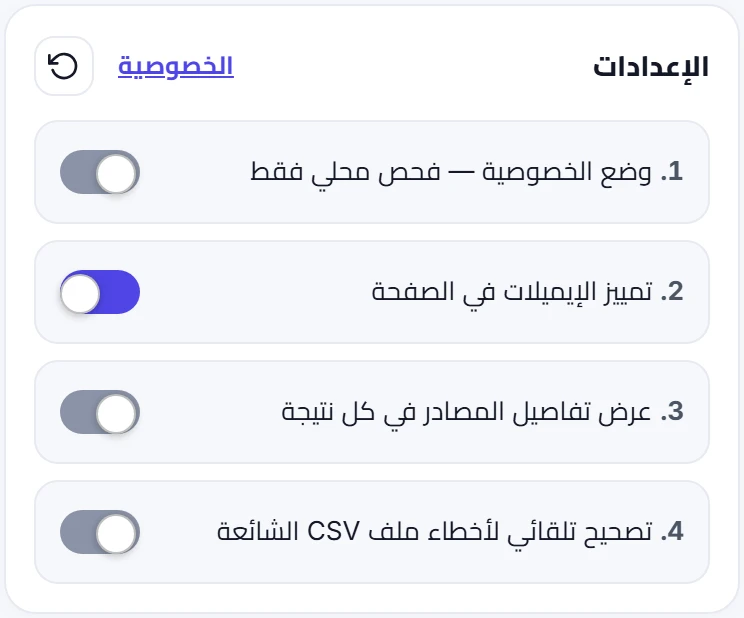 الإعدادات
الخصوصية
1. وضع الخصوصية — فحص محلي فقط
2. تمييز الإيميلات في الصفحة
3. عرض تفاصيل المصادر في كل نتيجة
4. تصحيح تلقائي لأخطاء ملف CSV الشائعة